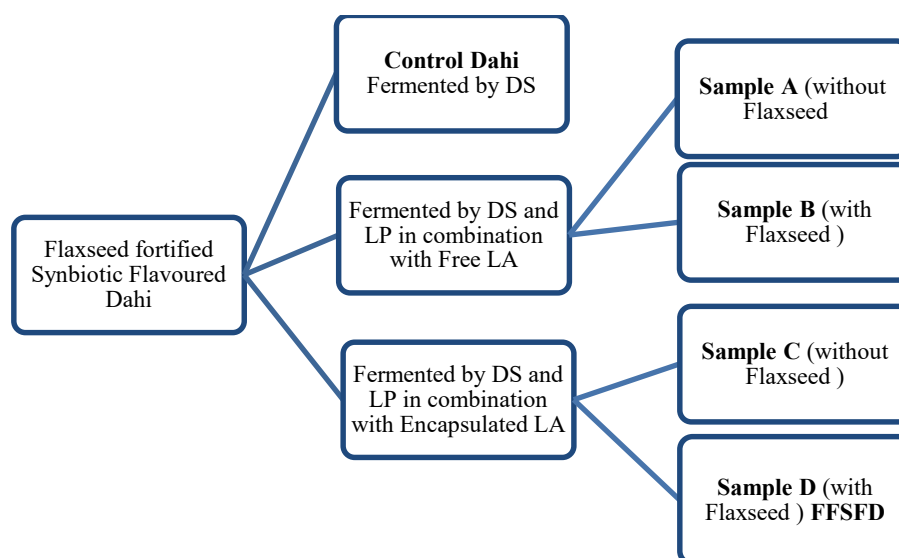 Flaxseed fortified
Synbiotic Flavoured
Dahi
Control Dahi
Fermented by DS
Fermented by DS and
LP in combination
with Free LA
Fermented by DS and
LP in combination
with Encapsulated LA
Sample A (without
Flaxseed
Sample B (with
Flaxseed )
Sample C (without
Flaxseed )
Sample D (with
Flaxseed ) FFSFD